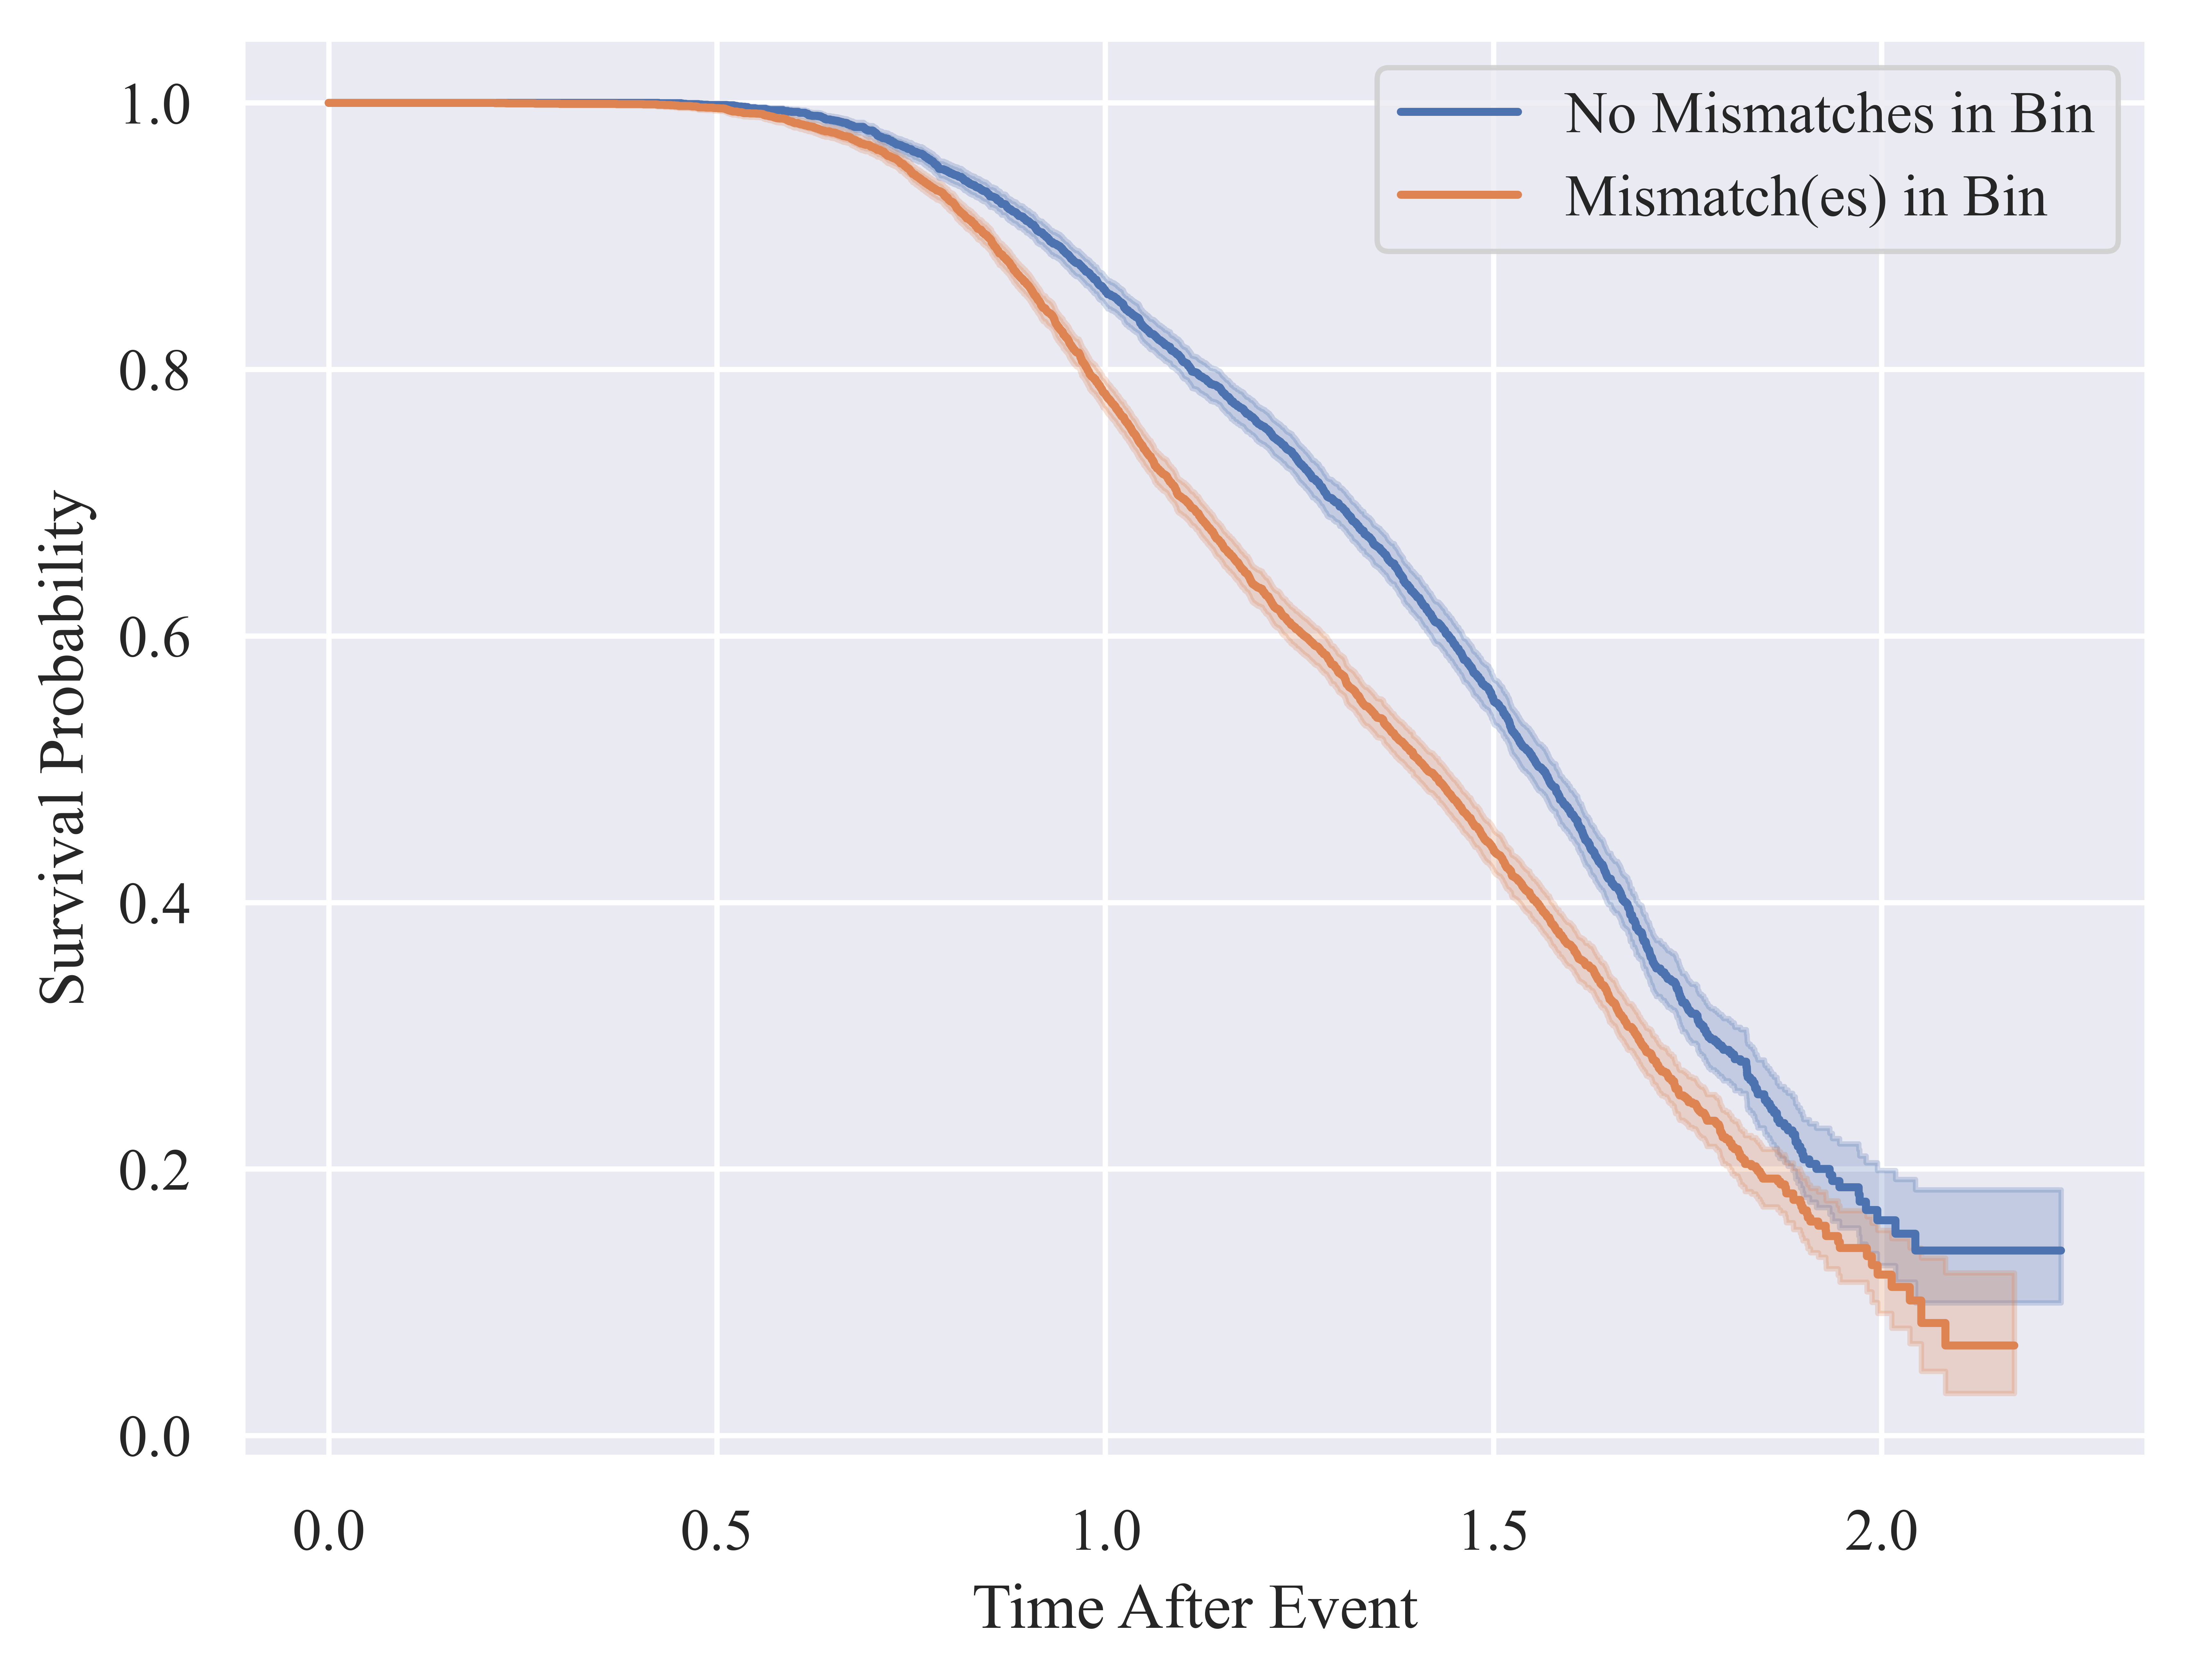 No Mismatches in Bin
Mismatch(es) in Bin
1.0
0.8
0.6
0.4
0.2
0.0
Survival Probability
0.0 0.5 1.0 1.5 2.0
Time After Event